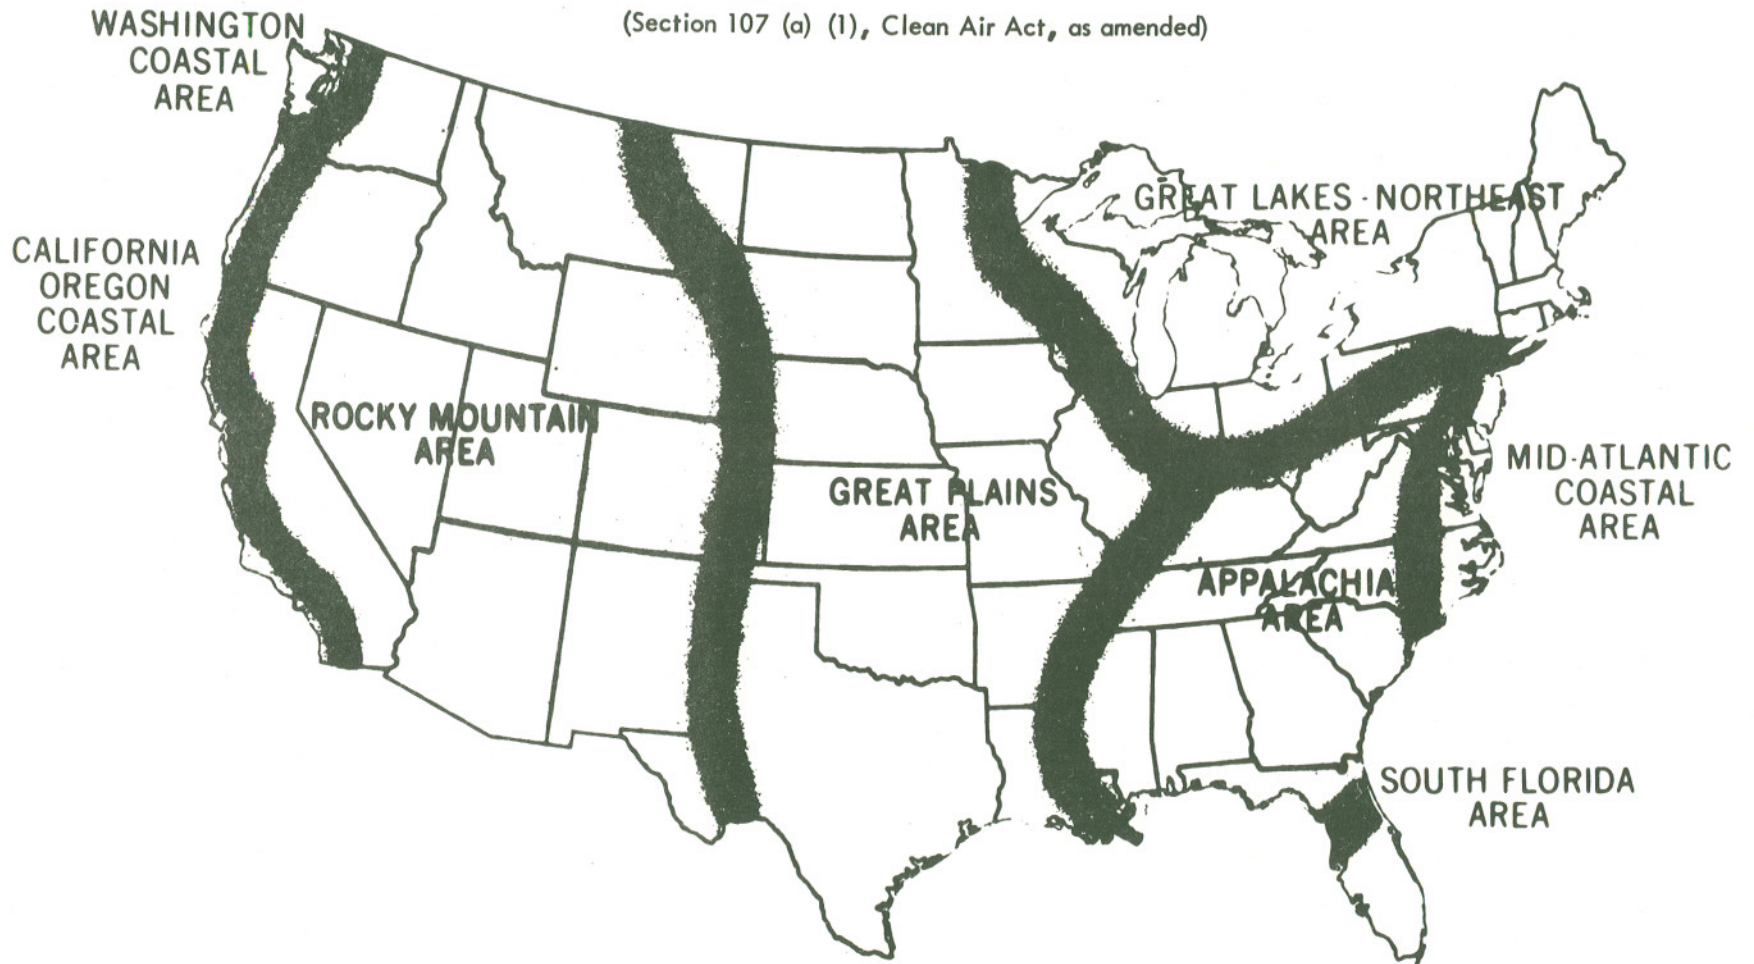 (Section 107 (a) (1), Clean Air Act, as amended)
WASHINGTON
COASTAL
AREA
GREAT LAKES - NORTHEAST
AREA
CALIFORNIA
OREGON
COASTAL
AREA
ROCKY MOUNTAIN
AREA
GREAT PLAINS
AREA
MID-ATLANTIC
COASTAL
AREA
APPALACHIA
AREA
SOUTH FLORIDA
AREA